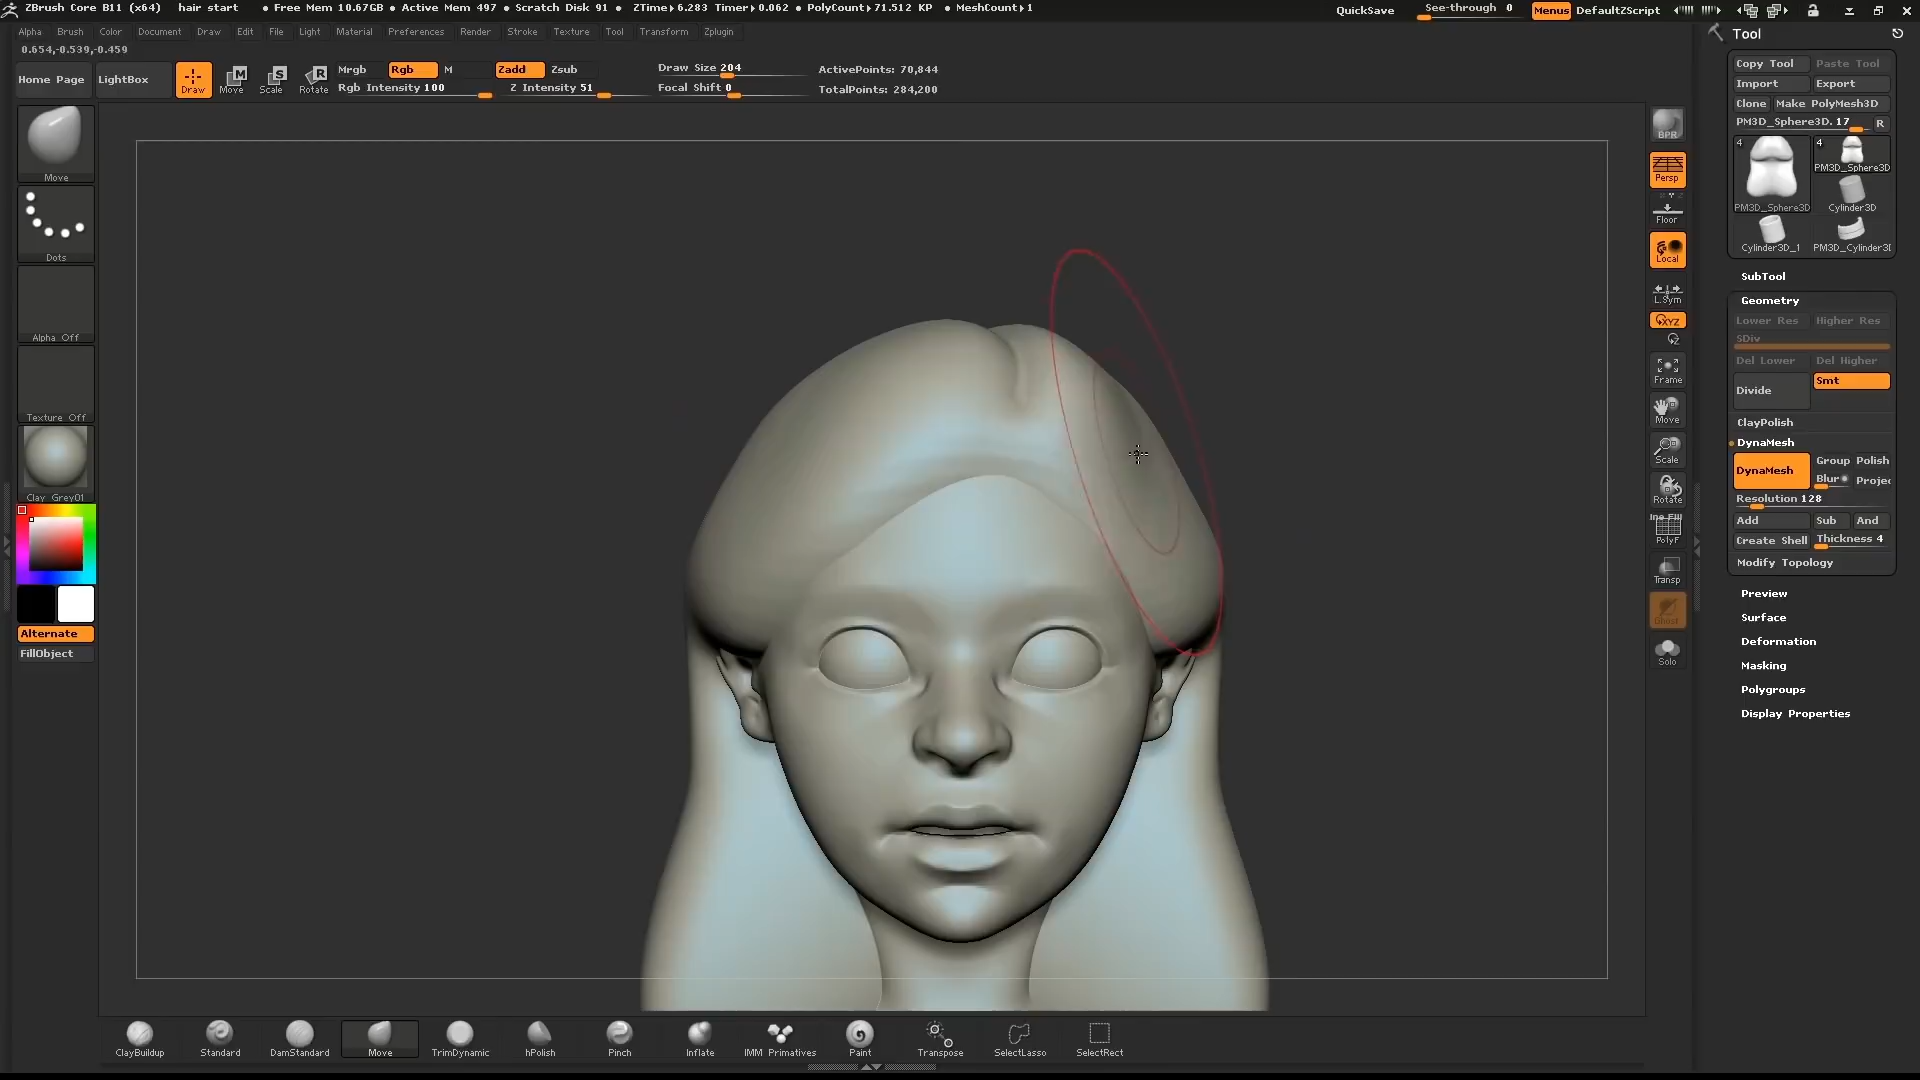 ZBrush Core B11 (x64) hair start • Free Mem 10.67GB • Active Mem 497 • Scratch Disk 91 • ZTime▸6.283 Timer▸0.062 • PolyCount▸71.512 KP • MeshCount▸1 QuickSave See-through 0 Menus DefaultZScript
Alpha Brush Color Document Draw Edit File Light Material Preferences Render Stroke Texture Tool Transform Zplugin
0.654,-0.539,-0.459
Home Page LightBox Draw Move Scale Rotate
Mrgb Rgb M Zadd Zsub
Rgb Intensity 100 Z Intensity 51
Draw Size 204
Focal Shift 0
ActivePoints: 70,844
TotalPoints: 284,200
Move
Dots
Alpha Off
Texture Off
Clay_Grey01
Alternate
FillObject
BPR
Persp
Floor
Local
L.Sym
XYZ
Frame
Move
Scale
Rotate
Line Fill
PolyF
Transp
Ghost
Solo
Tool
Copy Tool Paste Tool
Import Export
Clone Make PolyMesh3D
PM3D_Sphere3D. 17 R
4 4
PM3D_Sphere3D
PM3D_Sphere3D Cylinder3D
Cylinder3D_1 PM3D_Cylinder3D
SubTool
Geometry
Lower Res Higher Res
SDiv
Del Lower Del Higher
Divide Smt
ClayPolish
DynaMesh
DynaMesh Group Polish
Blur Projec
Resolution 128
Add Sub And
Create Shell Thickness 4
Modify Topology
Preview
Surface
Deformation
Masking
Polygroups
Display Properties
ClayBuildup Standard DamStandard Move TrimDynamic hPolish Pinch Inflate IMM Primitives Paint Transpose SelectLasso SelectRect